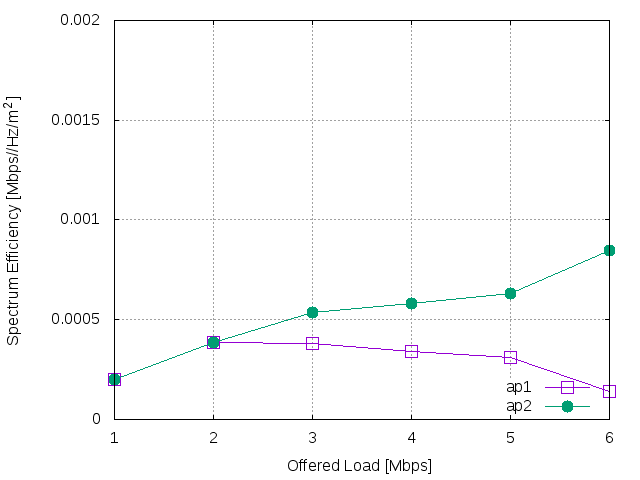 0.002
0.0015
0.001
0.0005
0
Spectrum Efficiency [Mbps//Hz/m²]
ap1
ap2
1 2 3 4 5 6
Offered Load [Mbps]